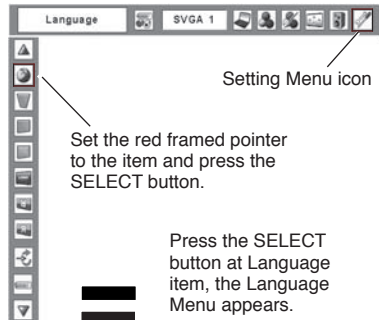 Language
SVGA 1
Setting Menu icon
Set the red framed pointer
to the item and press the
SELECT button.
Press the SELECT
button at Language
item, the Language
Menu appears.